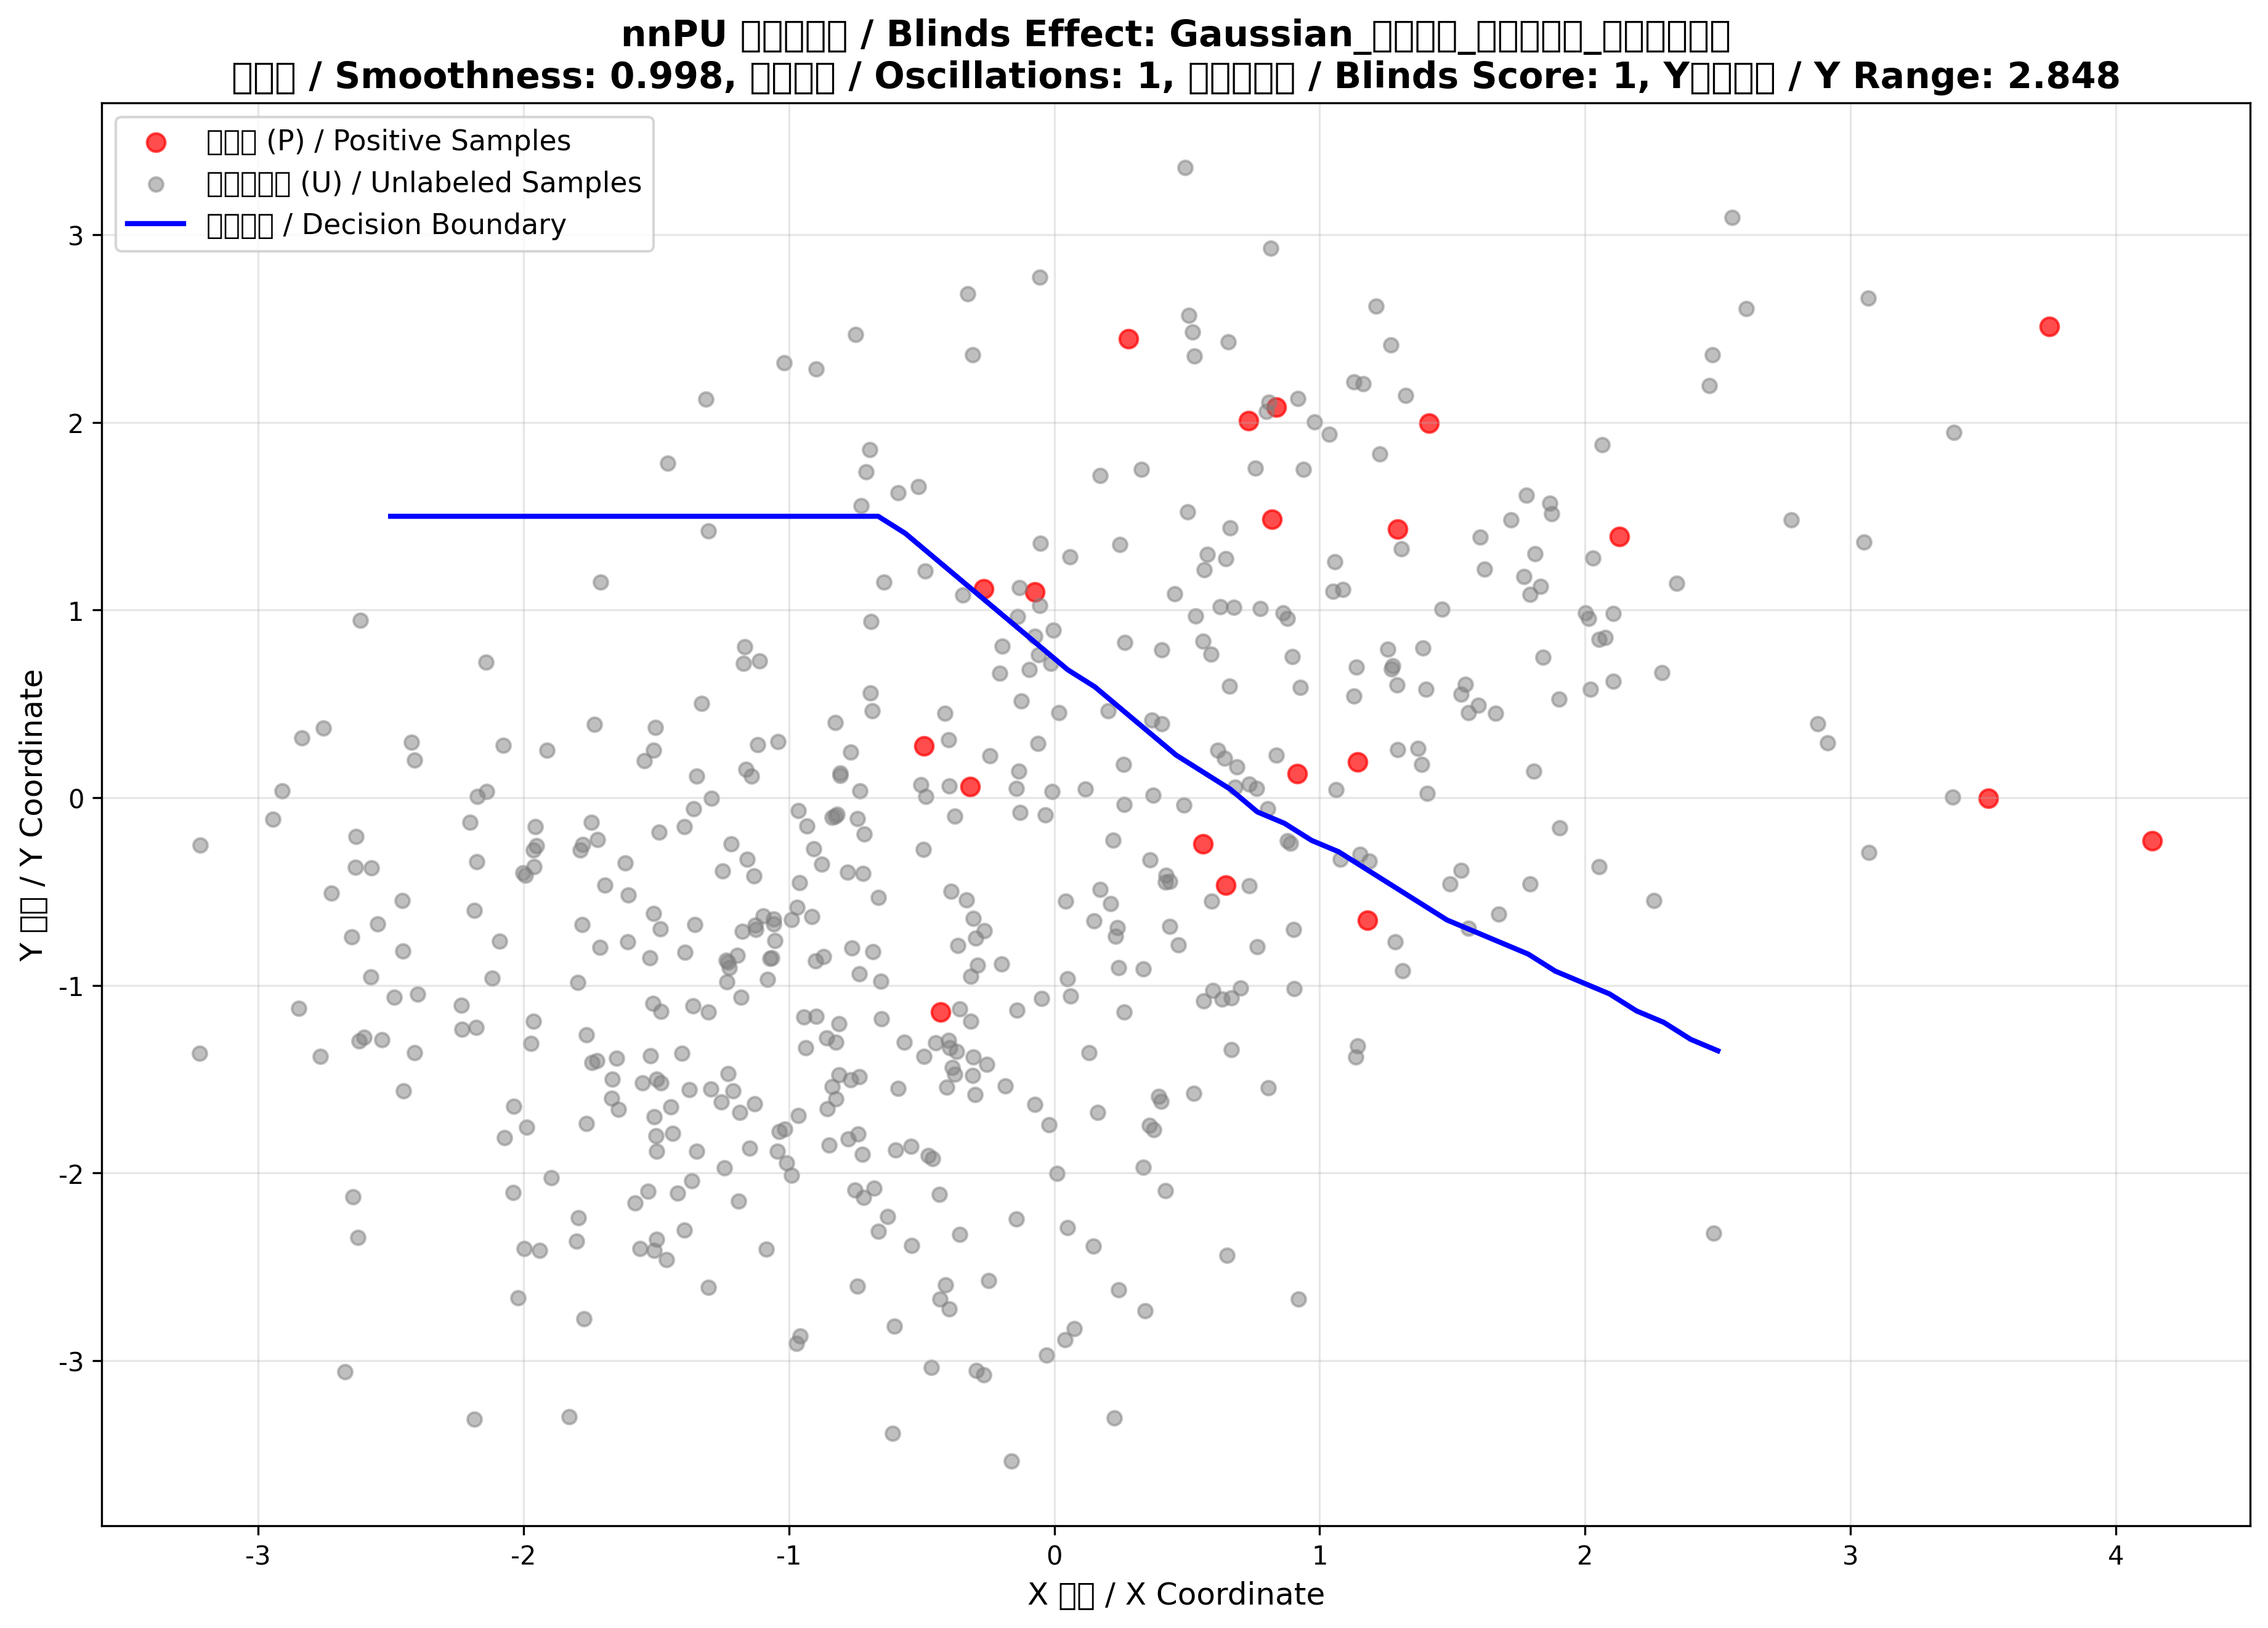 nnPU / Blinds Effect: Gaussian_
/ Smoothness: 0.998, / Oscillations: 1, / Blinds Score: 1, Y / Y Range: 2.848
(P) / Positive Samples
(U) / Unlabeled Samples
/ Decision Boundary
3
2
1
0
-1
-2
-3
Y / Y Coordinate
-3
-2
-1
0
1
2
3
4
X / X Coordinate